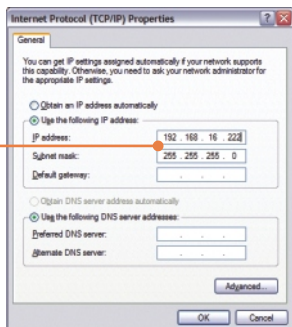 Internet Protocol (TCP/IP) Properties
General
You can get IP settings assigned automatically if your network supports
this capability. Otherwise, you need to ask your network administrator for
the appropriate IP settings.
Obtain an IP address automatically
Use the following IP address:
IP address: 192 . 168 . 16 . 222
Subnet mask: 255 . 255 . 255 . 0
Default gateway: . . .
Obtain DNS server address automatically
Use the following DNS server addresses:
Preferred DNS server: . . .
Alternate DNS server: . . .
Advanced...
OK Cancel